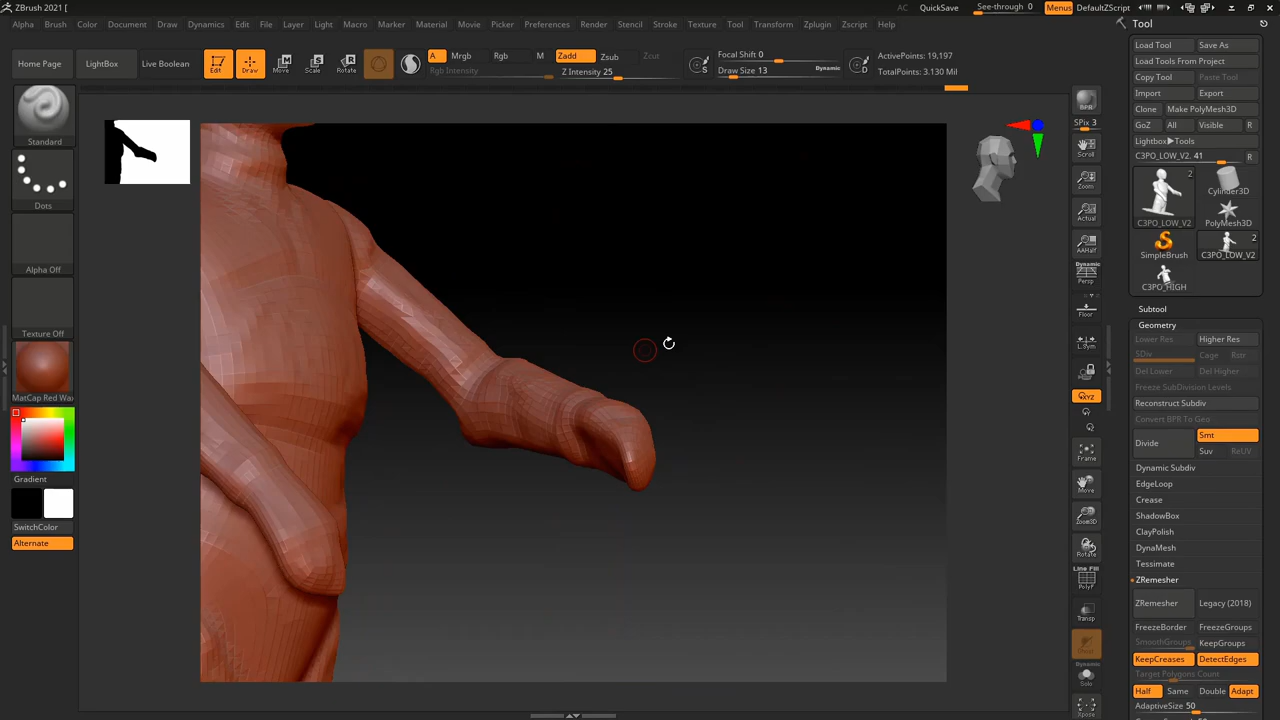 ZBrush 2021 [
AC QuickSave See-through 0 Menus DefaultZScript
Alpha Brush Color Document Draw Dynamics Edit File Layer Light Macro Marker Material Movie Picker Preferences Render Stencil Stroke Texture Tool Transform Zplugin Zscript Help
Tool
Home Page LightBox Live Boolean Edit Draw Move Scale Rotate
A Mrgb Rgb M Zadd Zsub Zcut
Rgb Intensity Z Intensity 25
Focal Shift 0
Draw Size 13 Dynamic
S D
ActivePoints: 19,197
TotalPoints: 3.130 Mil
Standard
Dots
Alpha Off
Texture Off
MatCap Red Wax
Gradient
SwitchColor
Alternate
BPR
SPix 3
Scroll
Zoom
Actual
AAHalf
Dynamic
Persp
Floor
L.Sym
XYZ
Frame
Move
Zoom3D
Rotate
Line Fill
PolyF
Transp
Dynamic
Solo
Xpose
Load Tool Save As
Load Tools From Project
Copy Tool Paste Tool
Import Export
Clone Make PolyMesh3D
GoZ All Visible R
Lightbox▶Tools
C3PO_LOW_V2. 41 R
2
Cylinder3D
C3PO_LOW_V2 PolyMesh3D
2
SimpleBrush C3PO_LOW_V2
C3PO_HIGH
Subtool
Geometry
Lower Res Higher Res
SDiv Cage Rstr
Del Lower Del Higher
Freeze SubDivision Levels
Reconstruct Subdiv
Convert BPR To Geo
Divide Smt
Suv ReUV
Dynamic Subdiv
EdgeLoop
Crease
ShadowBox
ClayPolish
DynaMesh
Tessimate
ZRemesher
ZRemesher Legacy (2018)
FreezeBorder FreezeGroups
SmoothGroups KeepGroups
KeepCreases DetectEdges
Target Polygons Count
Half Same Double Adapt
AdaptiveSize 50